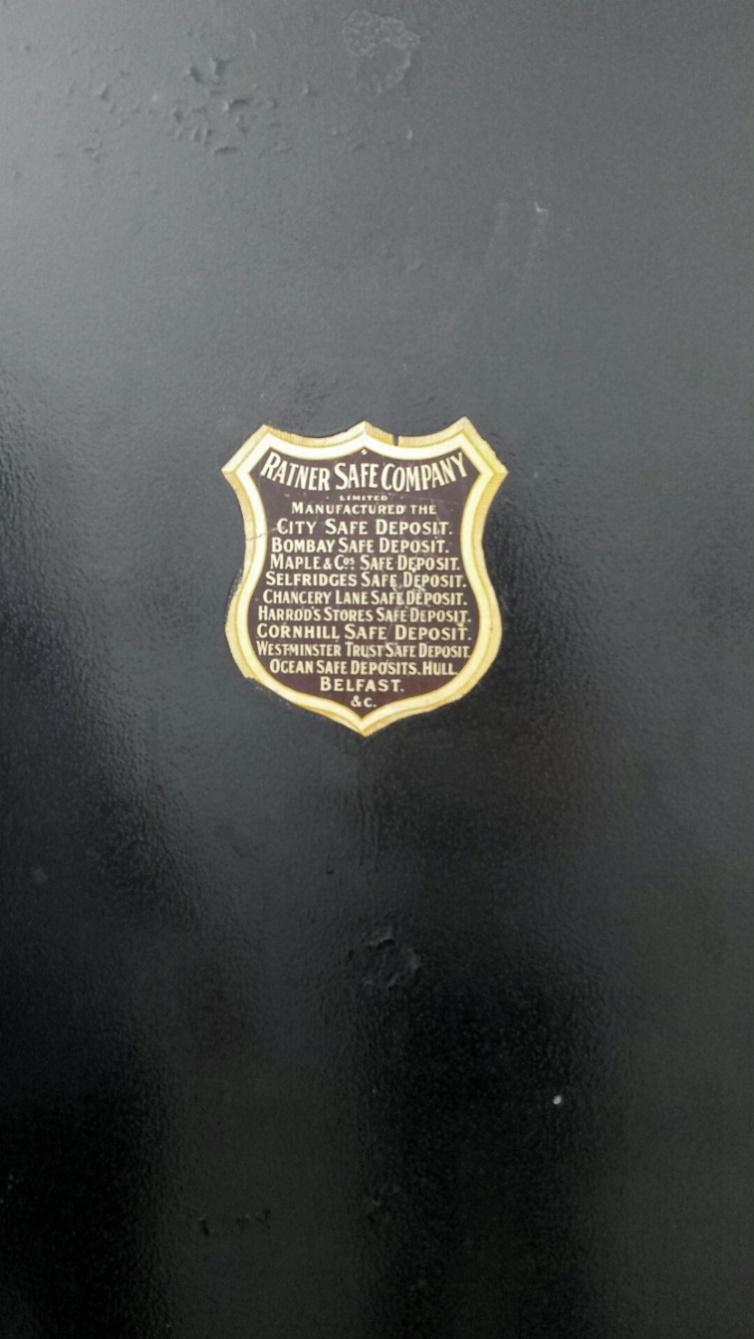 RATNER SAFE COMPANY
LIMITED
MANUFACTURED THE
CITY SAFE DEPOSIT.
BOMBAY SAFE DEPOSIT.
MAPLE & COS. SAFE DEPOSIT.
SELFRIDGES SAFE DEPOSIT.
CHANCERY LANE SAFE DEPOSIT.
HARROD'S STORES SAFE DEPOSIT.
CORNHILL SAFE DEPOSIT.
WESTMINSTER TRUST SAFE DEPOSIT.
OCEAN SAFE DEPOSITS. HULL.
BELFAST.
&C.